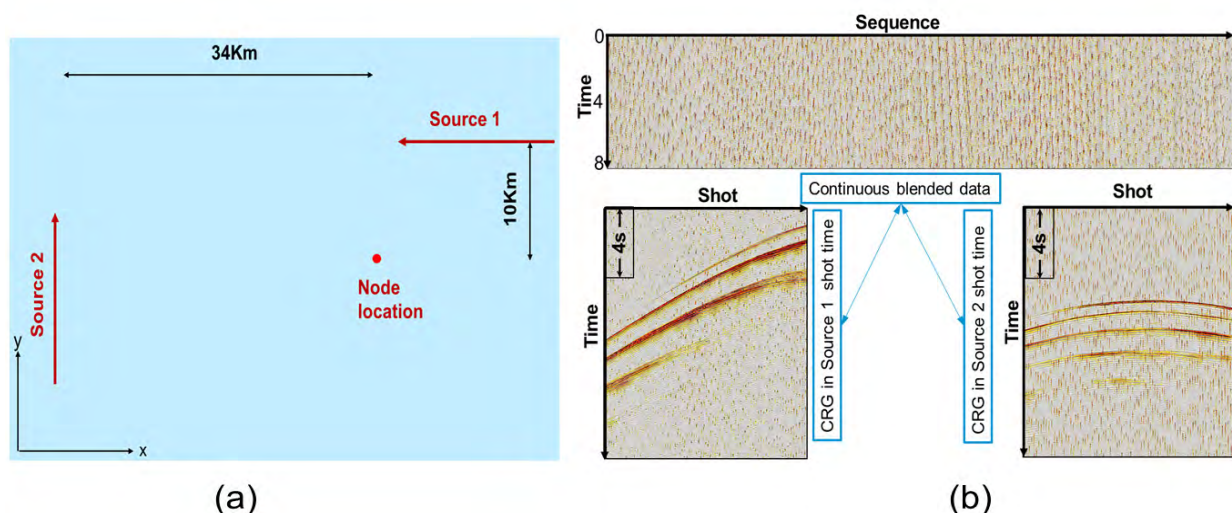 34Km
Source 1
10Km
Source 2
Node
location
y
x
(a)
Sequence
0
Time
4
8
Continuous blended data
Shot
4s
Time
CRG in Source 1 shot time
CRG in Source 2 shot time
Shot
4s
Time
(b)